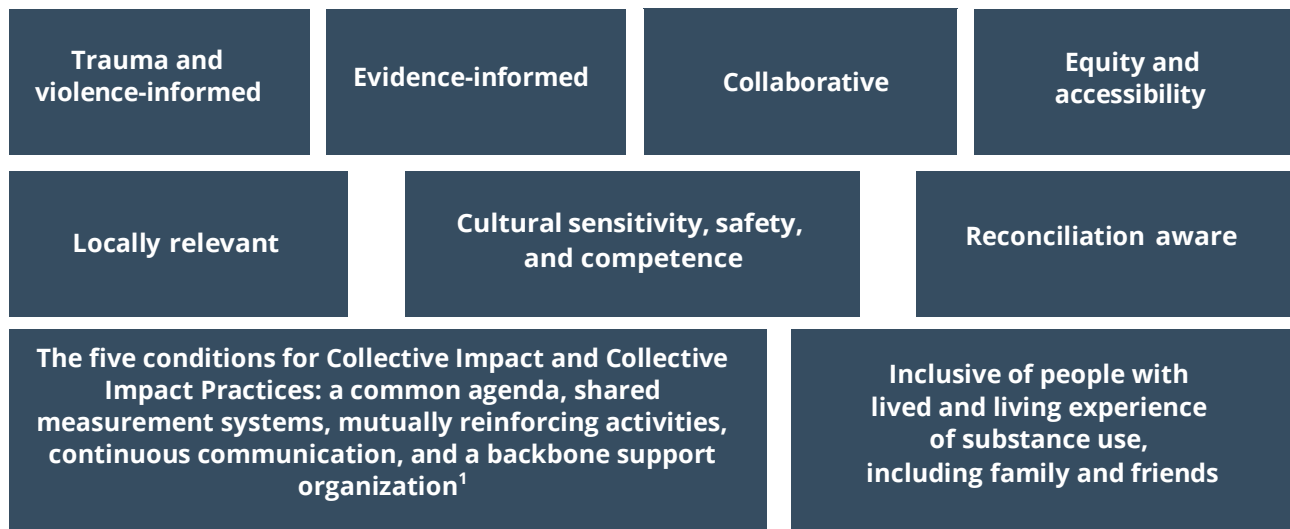 Trauma and
violence-informed
Evidence-informed
Collaborative
Equity and
accessibility
Locally relevant
Cultural sensitivity, safety,
and competence
Reconciliation aware
The five conditions for Collective Impact and Collective
Impact Practices: a common agenda, shared
measurement systems, mutually reinforcing activities,
continuous communication, and a backbone support
organization¹
Inclusive of people with
lived and living experience
of substance use,
including family and friends